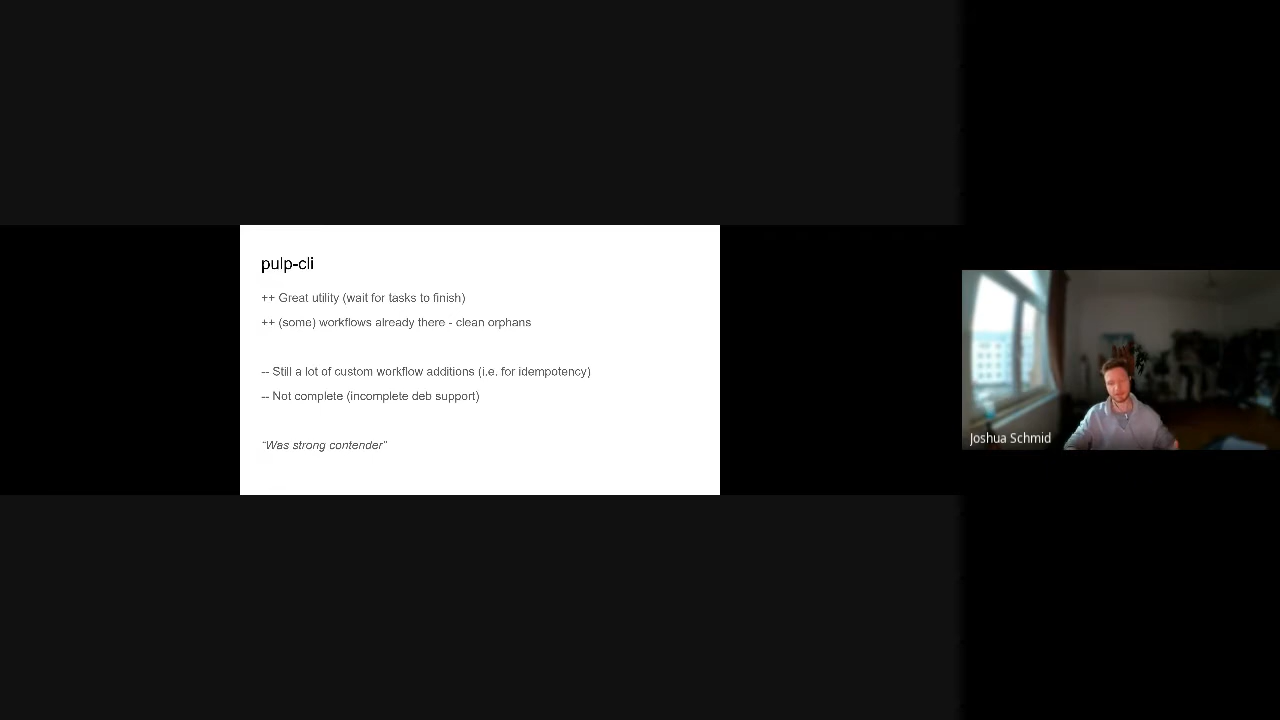 pulp-cli
++ Great utility (wait for tasks to finish)
++ (some) workflows already there - clean orphans
-- Still a lot of custom workflow additions (i.e. for idempotency)
-- Not complete (incomplete deb support)
“Was strong contender”
Joshua Schmid